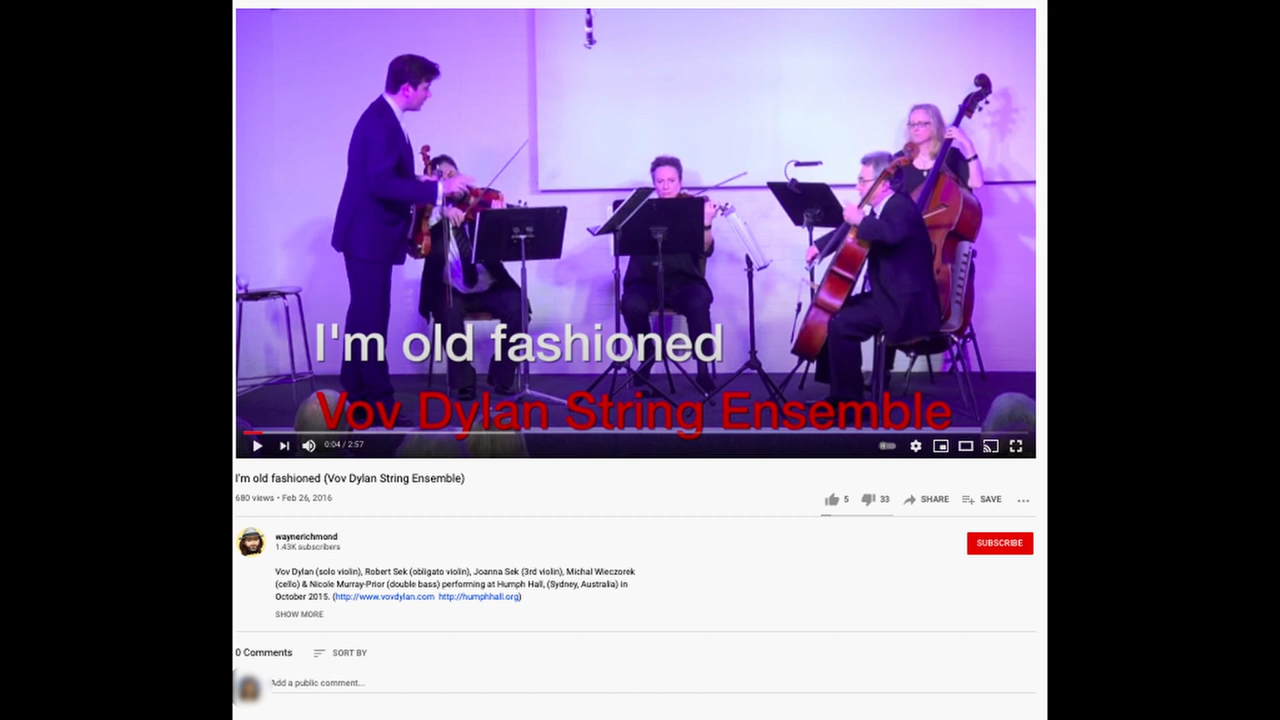 I'm old fashioned
Vov Dylan String Ensemble
0:04 / 2:57
I'm old fashioned (Vov Dylan String Ensemble)
680 views • Feb 26, 2016
5 33 SHARE SAVE
waynerichmond
1.43K subscribers
SUBSCRIBE
Vov Dylan (solo violin), Robert Sek (obligato violin), Joanna Sek (3rd violin), Michal Wieczorek
(cello) & Nicole Murray-Prior (double bass) performing at Humph Hall, (Sydney, Australia) in
October 2015. (http://www.vovdylan.com http://humphhall.org)
SHOW MORE
0 Comments SORT BY
Add a public comment...